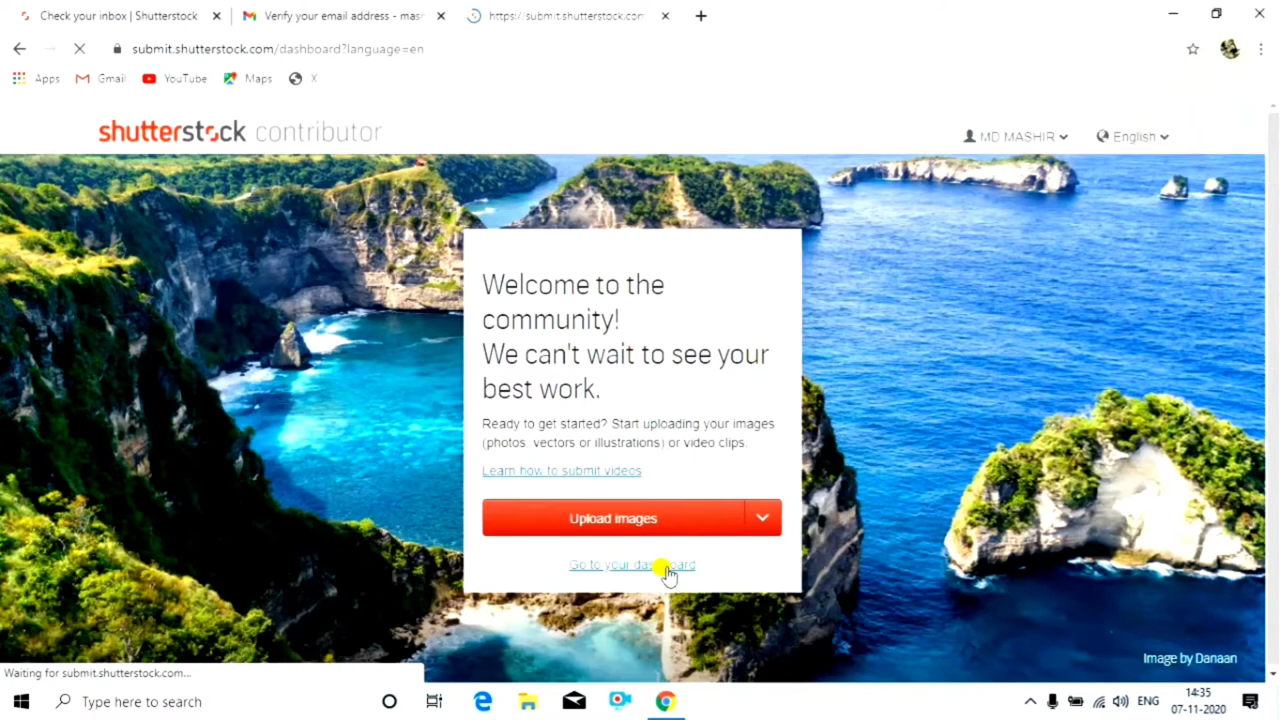 Check your inbox | Shutterstock
Verify your email address - mas
https://submit.shutterstock.com
submit.shutterstock.com/dashboard?language=en
Apps
Gmail
YouTube
Maps
X
shutterstock contributor
MD MASHIR
English
Welcome to the
community!
We can't wait to see your
best work.
Ready to get started? Start uploading your images
(photos, vectors or illustrations) or video clips.
Learn how to submit videos
Upload images
Go to your dashboard
Image by Danaan
Waiting for submit.shutterstock.com...
Type here to search
ENG
14:35
07-11-2020